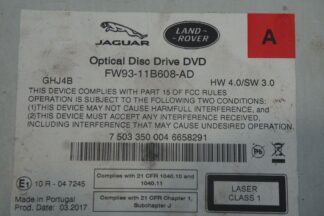 JAGUAR
LAND
ROVER
A
Optical Disc Drive DVD
FW93-11B608-AD
GHJ4B
HW 4.0/SW 3.0
THIS DEVICE COMPLIES WITH PART 15 OF FCC RULES
OPERATION IS SUBJECT TO THE FOLLOWING TWO CONDITIONS:
(1) THIS DEVICE MAY NOT CAUSE HARMFUL INTERFERENCE, and
(2) THIS DEVICE MUST ACCEPT ANY INTERFERENCE RECEIVED,
INCLUDING INTERFERENCE THAT MAY CAUSE UNDESIRED
OPERATION
7 503 350 004 6658291
E1
10 R - 04 7245
Complies with 21 CFR 1040.10 and
1040.11
Complies with 21 CFR Chapter 1,
Subchapter J
LASER
CLASS 1
Made in Portugal
Prod. Date: 03.2017